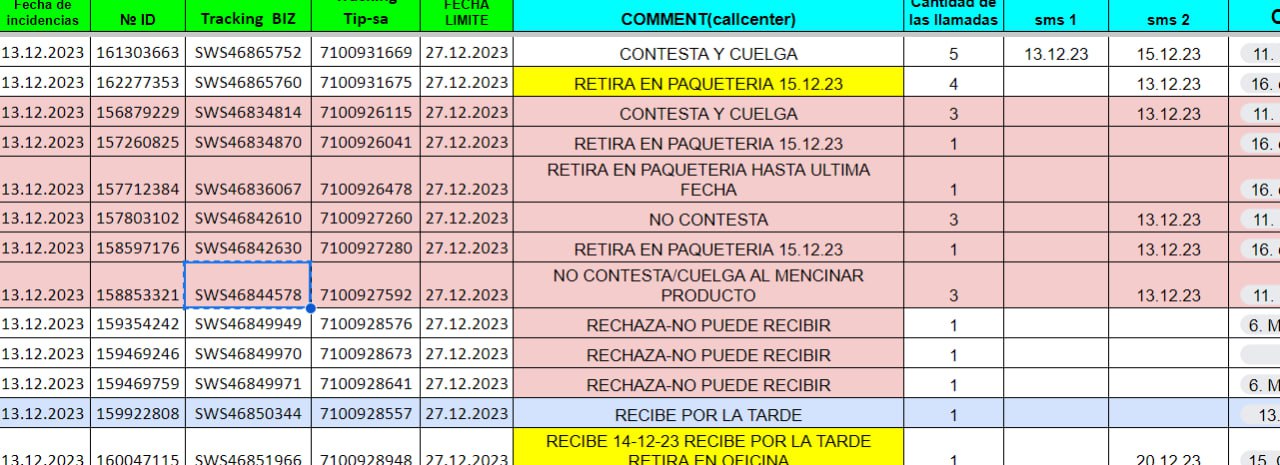 Fecha de incidencias Nº ID Tracking BIZ Tracking Tip-sa FECHA LIMITE COMMENT(callcenter) Cantidad de las llamadas sms 1 sms 2
13.12.2023 161303663 SWS46865752 7100931669 27.12.2023 CONTESTA Y CUELGA 5 13.12.23 15.12.23 11.
13.12.2023 162277353 SWS46865760 7100931675 27.12.2023 RETIRA EN PAQUETERIA 15.12.23 4 13.12.23 16.
13.12.2023 156879229 SWS46834814 7100926115 27.12.2023 CONTESTA Y CUELGA 3 13.12.23 11.
13.12.2023 157260825 SWS46834870 7100926041 27.12.2023 RETIRA EN PAQUETERIA 15.12.23 1 16.
13.12.2023 157712384 SWS46836067 7100926478 27.12.2023 RETIRA EN PAQUETERIA HASTA ULTIMA FECHA 1 16.
13.12.2023 157803102 SWS46842610 7100927260 27.12.2023 NO CONTESTA 3 13.12.23 11.
13.12.2023 158597176 SWS46842630 7100927280 27.12.2023 RETIRA EN PAQUETERIA 15.12.23 1 13.12.23 16.
13.12.2023 158853321 SWS46844578 7100927592 27.12.2023 NO CONTESTA/CUELGA AL MENCINAR PRODUCTO 3 13.12.23 11.
13.12.2023 159354242 SWS46849949 7100928576 27.12.2023 RECHAZA-NO PUEDE RECIBIR 1 6. M
13.12.2023 159469246 SWS46849970 7100928673 27.12.2023 RECHAZA-NO PUEDE RECIBIR 1
13.12.2023 159469759 SWS46849971 7100928641 27.12.2023 RECHAZA-NO PUEDE RECIBIR 1 6. M
13.12.2023 159922808 SWS46850344 7100928557 27.12.2023 RECIBE POR LA TARDE 1 13.
13.12.2023 160047115 SWS46851966 7100928948 27.12.2023 RECIBE 14-12-23 RECIBE POR LA TARDE RETIRA EN OFICINA 1 20.12.23 15.